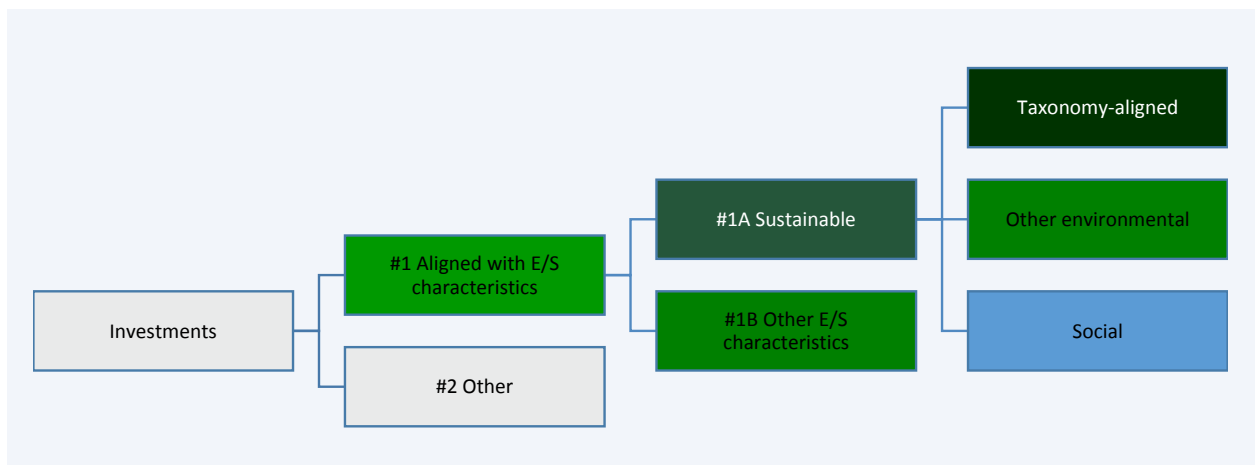 Investments
#1 Aligned with E/S
characteristics
#2 Other
#1A Sustainable
#1B Other E/S
characteristics
Taxonomy-aligned
Other environmental
Social